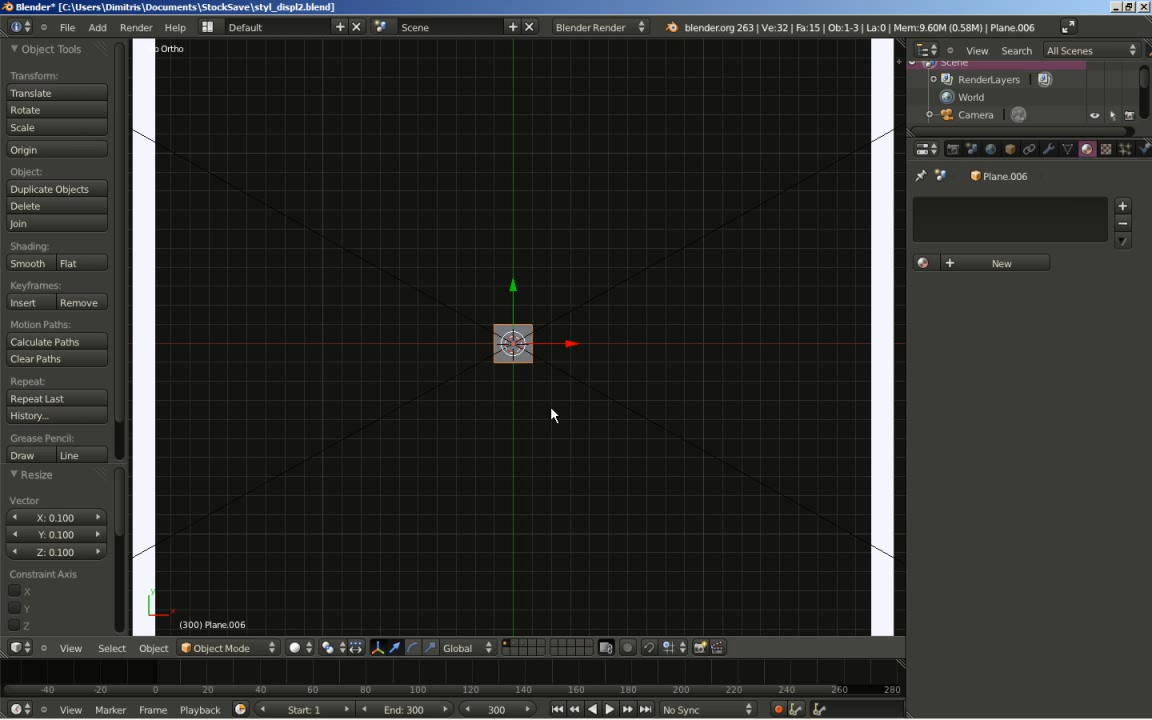 Blender* [C:\Users\Dimitris\Documents\StockSave\styl_displ2.blend]
File Add Render Help Default Scene Blender Render blender.org 263 | Ve:32 | Fa:15 | Ob:1-3 | La:0 | Mem:9.60M (0.58M) | Plane.006
Object Tools
Transform:
Translate
Rotate
Scale
Origin
Object:
Duplicate Objects
Delete
Join
Shading:
Smooth Flat
Keyframes:
Insert Remove
Motion Paths:
Calculate Paths
Clear Paths
Repeat:
Repeat Last
History...
Grease Pencil:
Draw Line
Resize
Vector
X: 0.100
Y: 0.100
Z: 0.100
Constraint Axis
X
Y
Z
Ortho
y
x
(300) Plane.006
View Select Object Object Mode Global
-40 -20 0 20 40 60 80 100 120 140 160 180 200 220 240 260 280
View Marker Frame Playback Start: 1 End: 300 300 No Sync
View Search All Scenes
Scene
RenderLayers
World
Camera
Plane.006
New